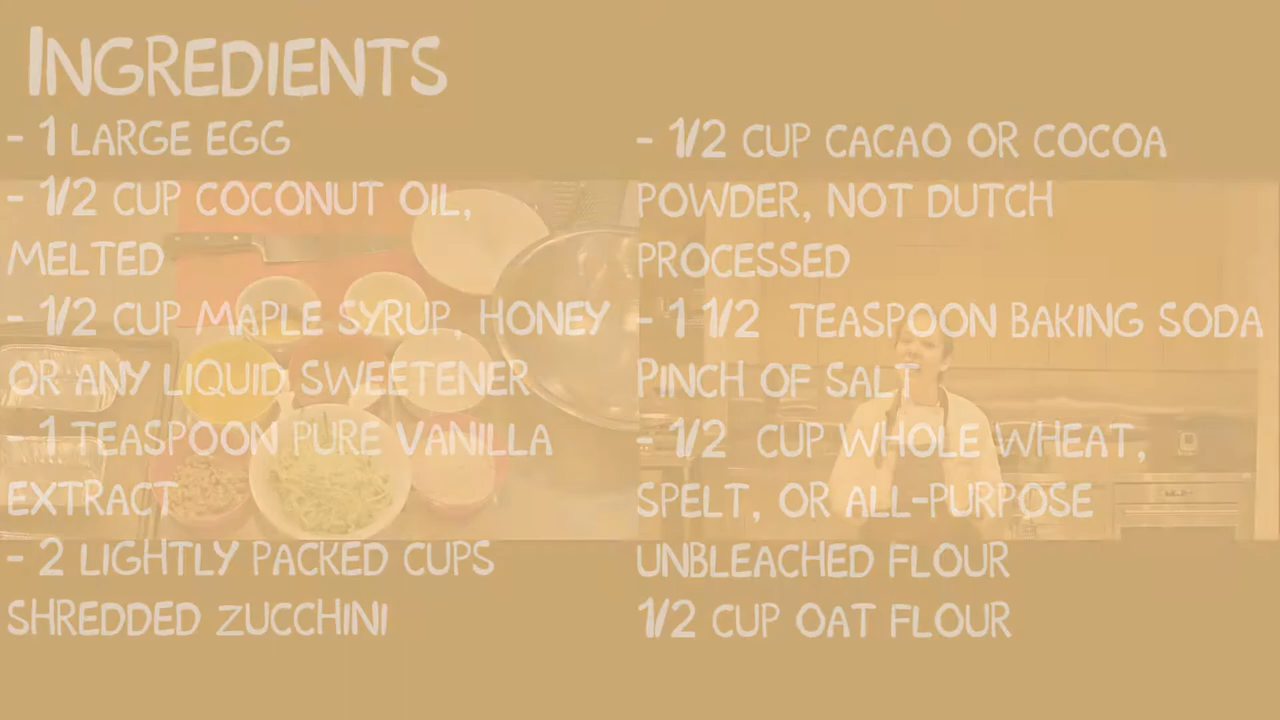 INGREDIENTS
- 1 LARGE EGG
- 1/2 CUP COCONUT OIL,
MELTED
- 1/2 CUP MAPLE SYRUP, HONEY
OR ANY LIQUID SWEETENER
- 1 TEASPOON PURE VANILLA
EXTRACT
- 2 LIGHTLY PACKED CUPS
SHREDDED ZUCCHINI
- 1/2 CUP CACAO OR COCOA
POWDER, NOT DUTCH
PROCESSED
- 1 1/2 TEASPOON BAKING SODA
PINCH OF SALT
- 1/2 CUP WHOLE WHEAT,
SPELT, OR ALL-PURPOSE
UNBLEACHED FLOUR
1/2 CUP OAT FLOUR